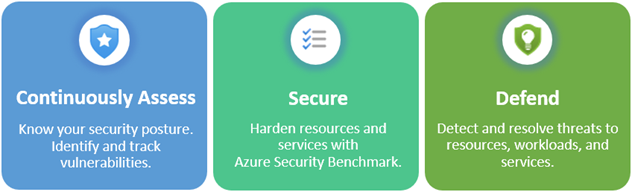 Continuously Assess
Know your security posture.
Identify and track
vulnerabilities.
Secure
Harden resources and
services with
Azure Security Benchmark.
Defend
Detect and resolve threats to
resources, workloads, and
services.